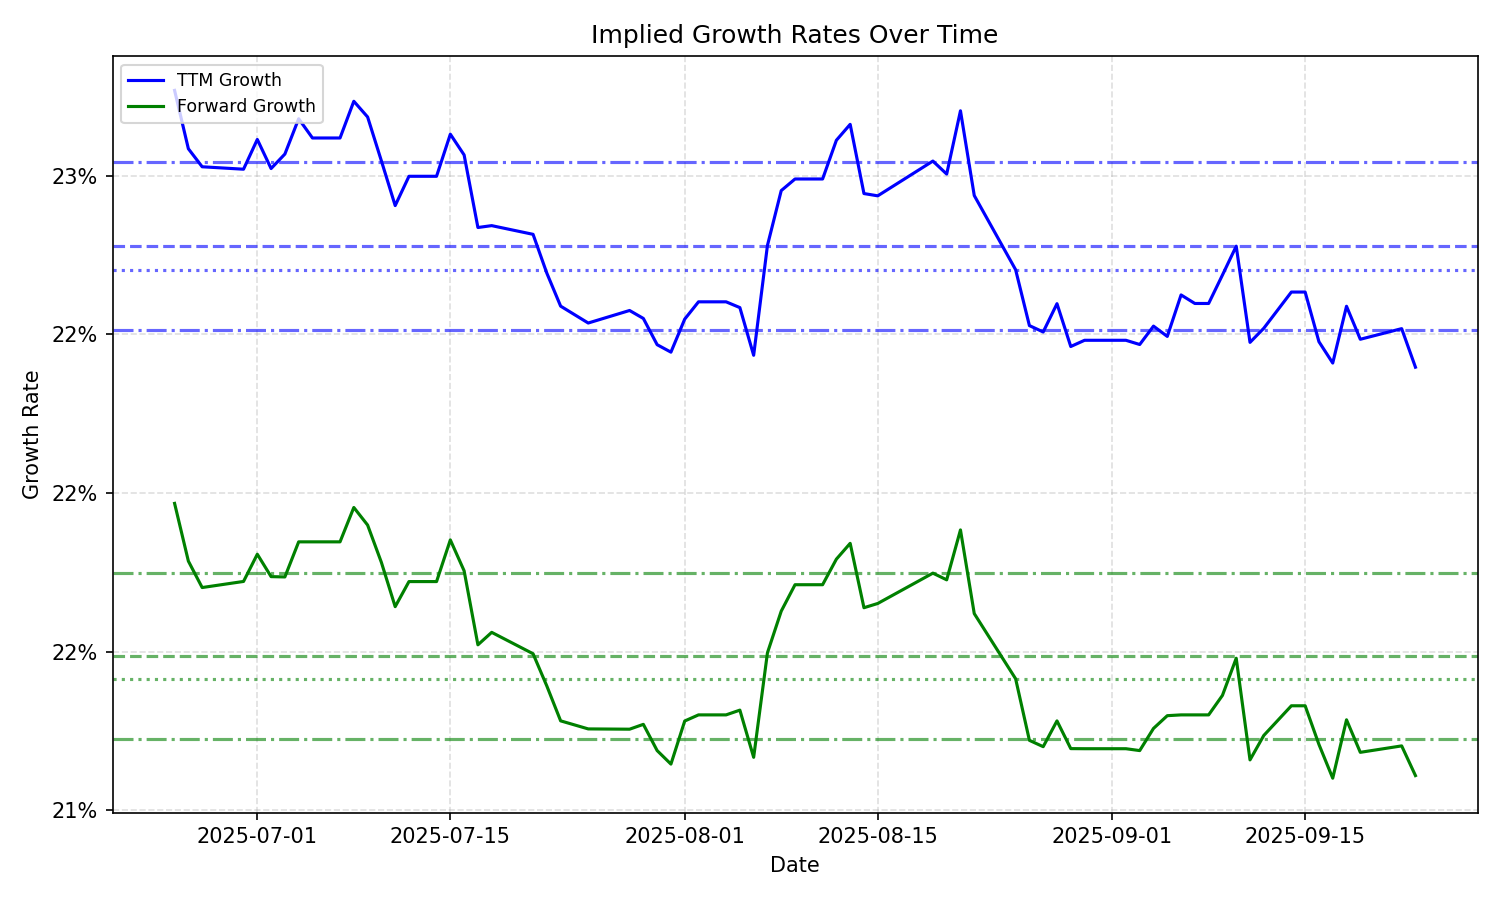 Implied Growth Rates Over Time
TTM Growth
Forward Growth
23%
22%
22%
22%
21%
Growth Rate
2025-07-01
2025-07-15
2025-08-01
2025-08-15
2025-09-01
2025-09-15
Date